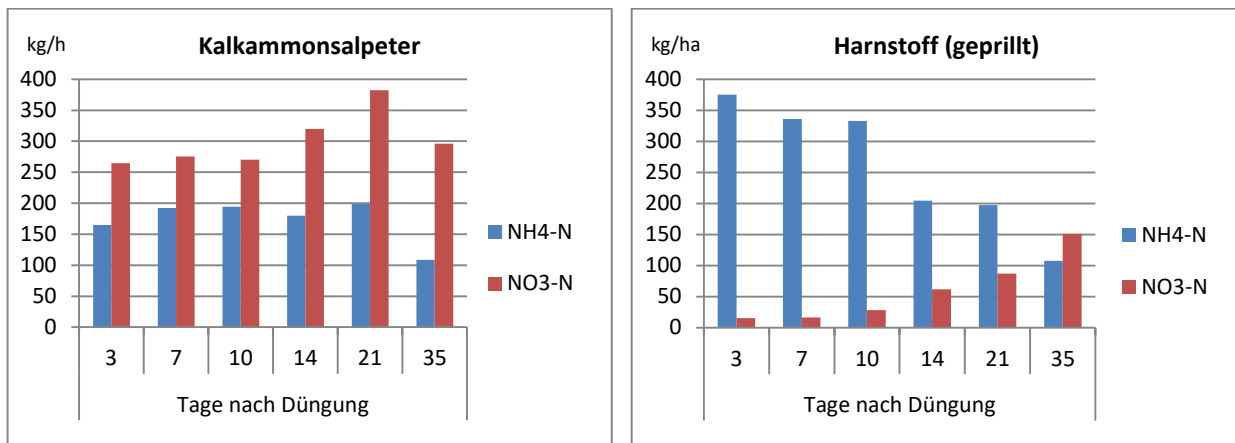 kg/h
Kalkammonsalpeter
400
350
300
250
200
150
100
50
0
NH4-N
NO3-N
3 7 10 14 21 35
Tage nach Düngung
kg/ha
Harnstoff (geprillt)
400
350
300
250
200
150
100
50
0
NH4-N
NO3-N
3 7 10 14 21 35
Tage nach Düngung